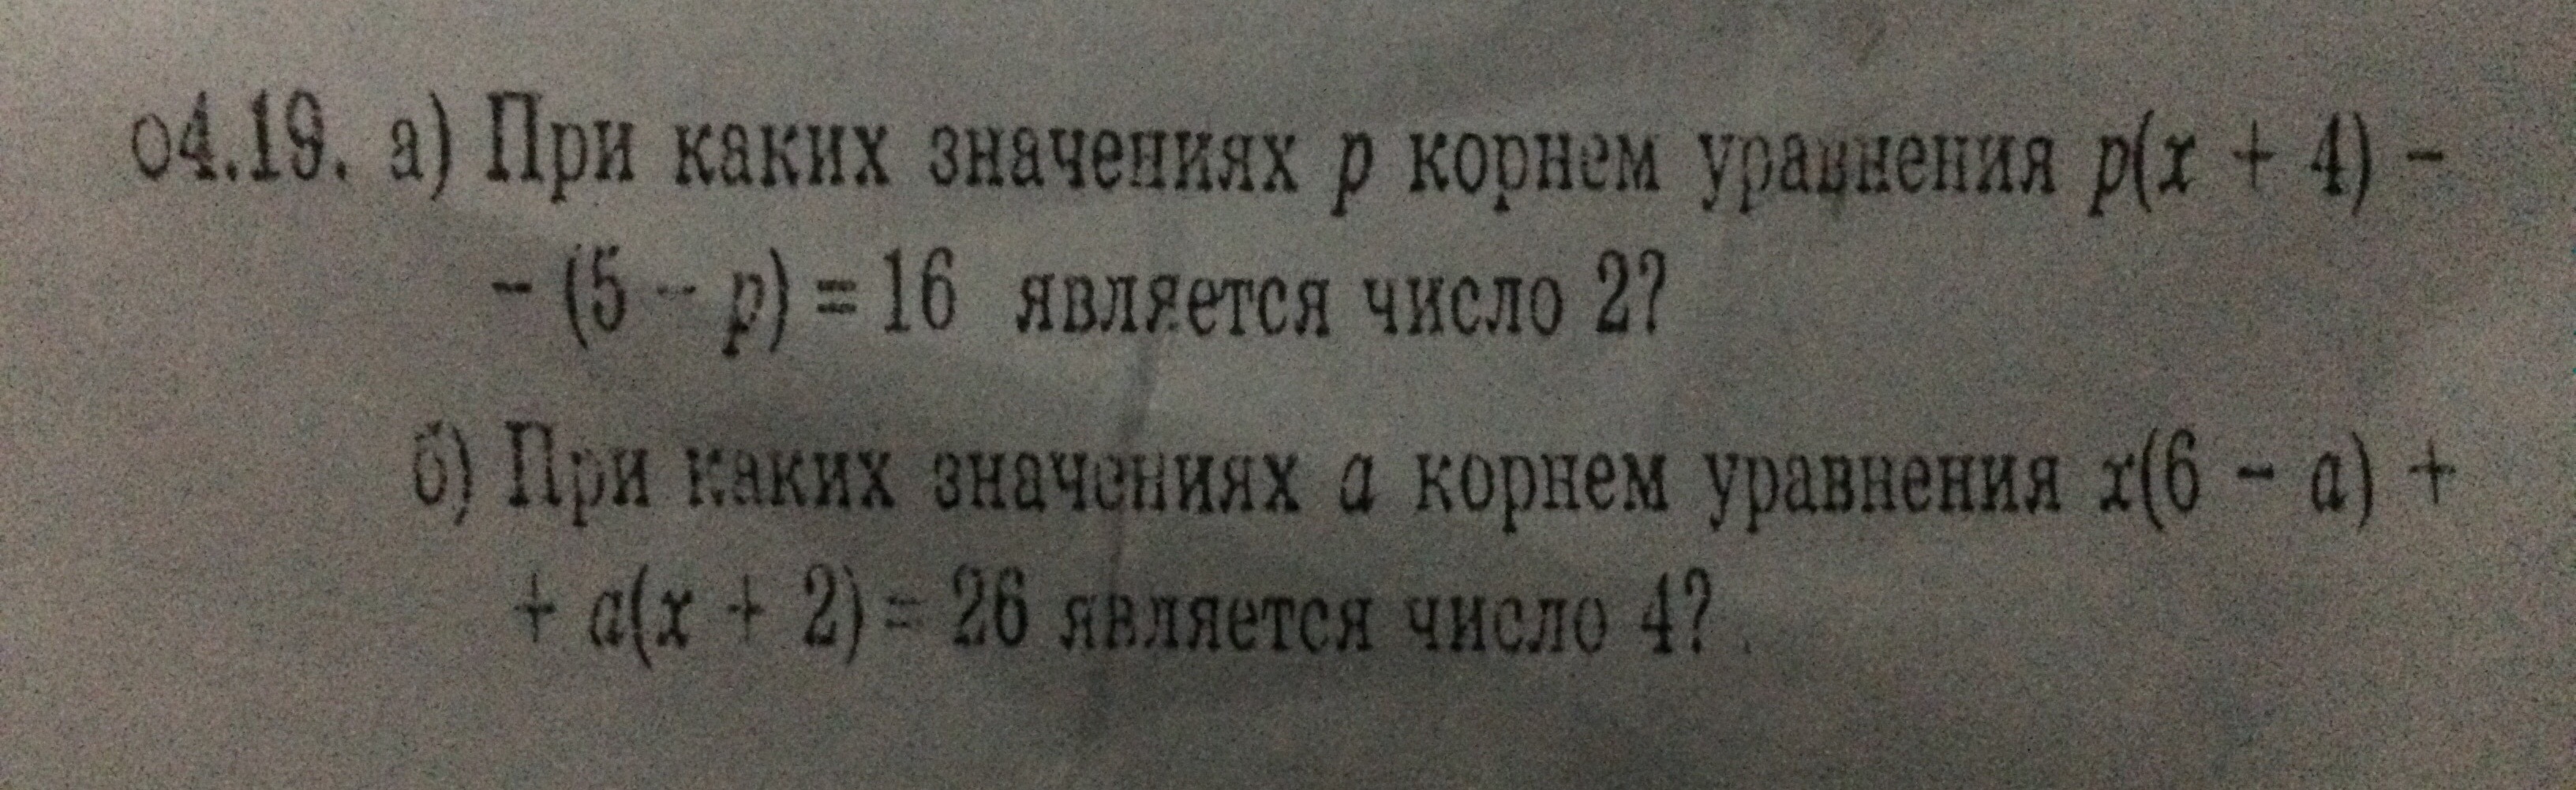 о4.19. а) При каких значениях p корнем уравнения p(x + 4) –
– (5 – p) = 16 является число 2?
б) При каких значениях a корнем уравнения x(6 – a) +
+ a(x + 2) = 26 является число 4?